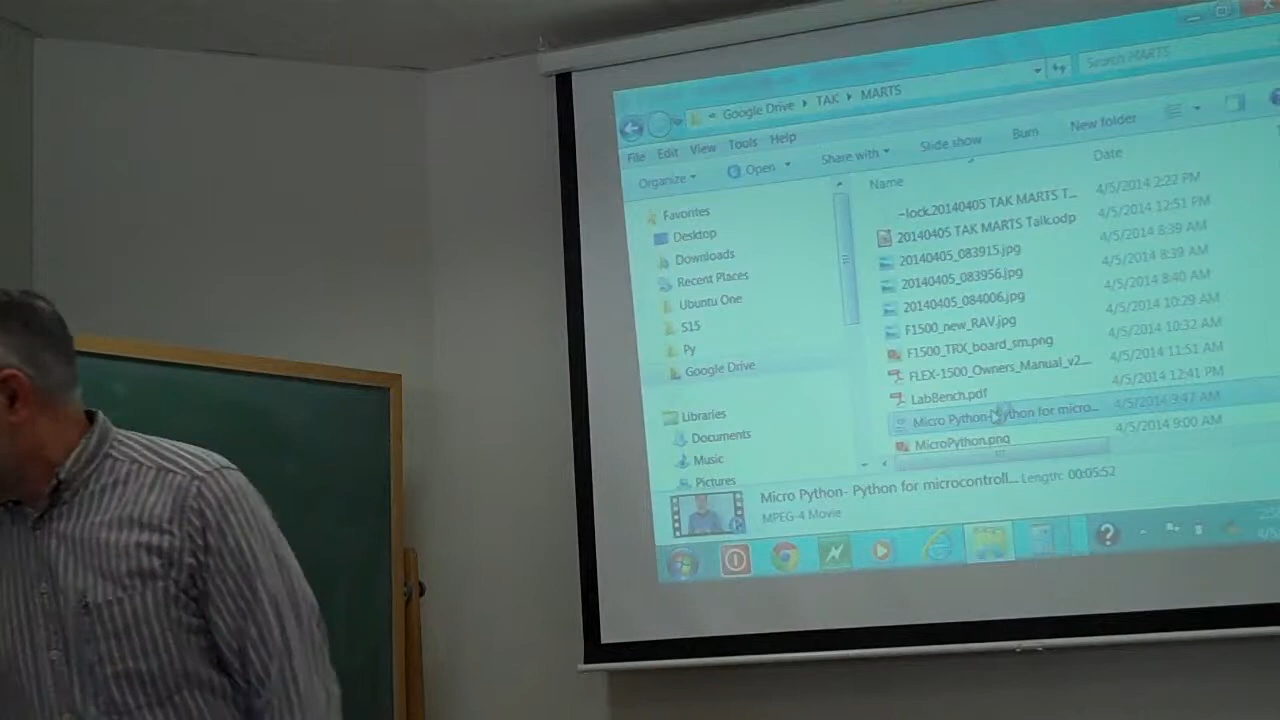 « Google Drive ▸ TAK ▸ MARTS
Search MARTS
File Edit View Tools Help
Organize Open Share with Slide show Burn New folder
Name Date
~lock.20140405 TAK MARTS T... 4/5/2014 2:22 PM
20140405 TAK MARTS Talk.odp 4/5/2014 12:51 PM
20140405_083915.jpg 4/5/2014 8:39 AM
20140405_083956.jpg 4/5/2014 8:39 AM
20140405_084006.jpg 4/5/2014 8:40 AM
F1500_new_RAV.jpg 4/5/2014 10:29 AM
F1500_TRX_board_sm.png 4/5/2014 10:32 AM
FLEX-1500_Owners_Manual_v2... 4/5/2014 11:51 AM
LabBench.pdf 4/5/2014 12:41 PM
Micro Python- Python for micro... 4/5/2014 9:47 AM
MicroPython.png 4/5/2014 9:00 AM
Favorites
Desktop
Downloads
Recent Places
Ubuntu One
S15
Py
Google Drive
Libraries
Documents
Music
Pictures
Micro Python- Python for microcontroll... Length: 00:05:52
MPEG-4 Movie